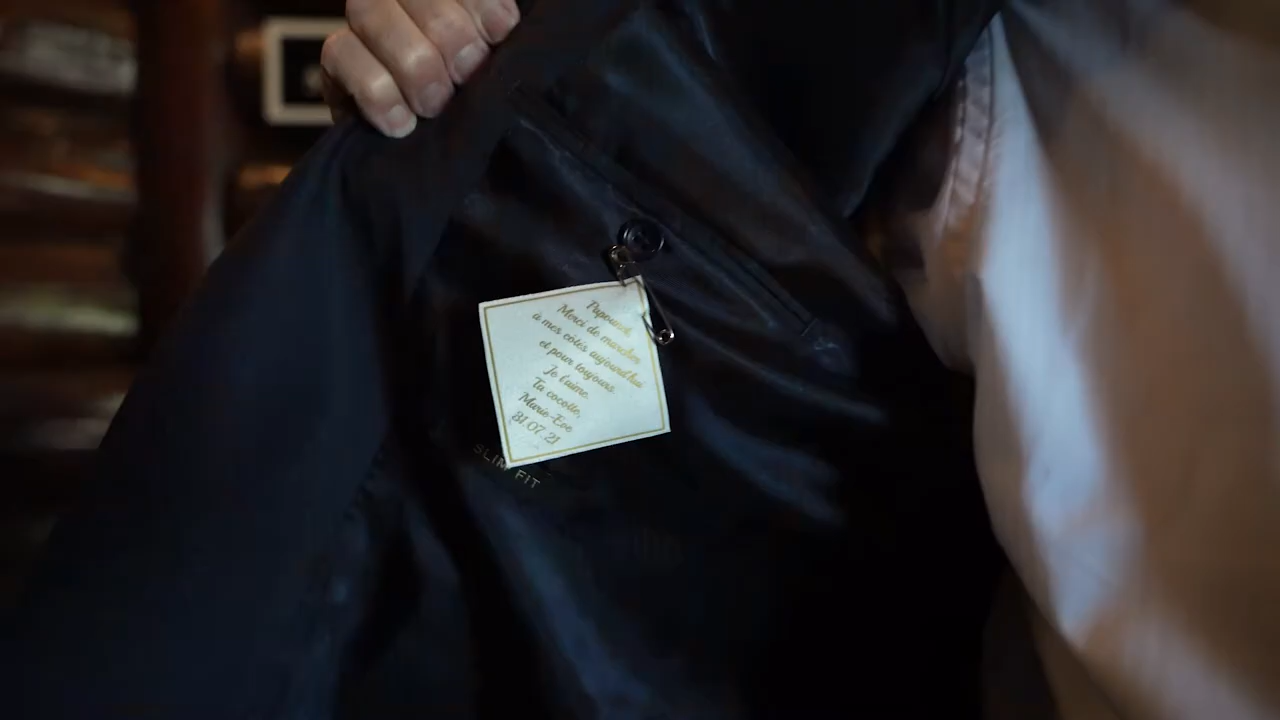 Merci de marcher
à mes côtés aujourd'hui
et pour toujours.
Je t'aime.
Ta cocotte,
Marie-Eve
31.07.21
SLIM FIT